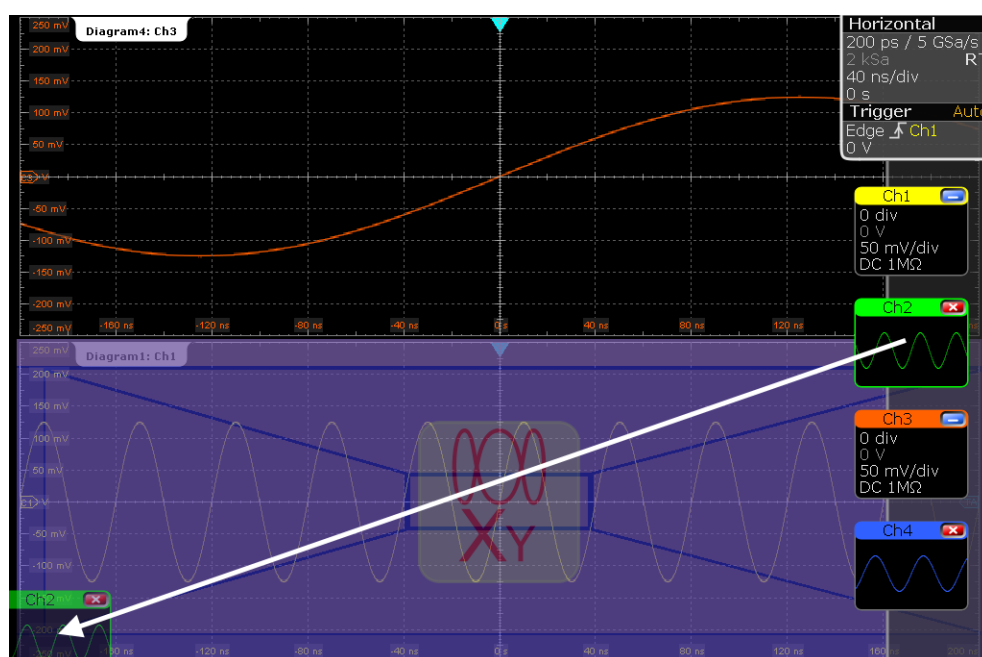 250 mV
Diagram4: Ch3
200 mV
150 mV
100 mV
50 mV
-50 mV
-100 mV
-150 mV
-200 mV
-250 mV
-160 ns -120 ns -80 ns -40 ns 0 s 40 ns 80 ns 120 ns
Horizontal
200 ps / 5 GSa/s
2 kSa R
40 ns/div
0 s
Trigger Auto
Edge Ch1
0 V
Ch1
0 div
0 V
50 mV/div
DC 1MΩ
Ch2
Ch3
0 div
0 V
50 mV/div
DC 1MΩ
Ch4
250 mV
Diagram1: Ch1
200 mV
150 mV
100 mV
50 mV
-50 mV
-100 mV
XY
Ch2
-120 ns -80 ns -40 ns 0 s 40 ns 80 ns 120 ns 160 200 ns